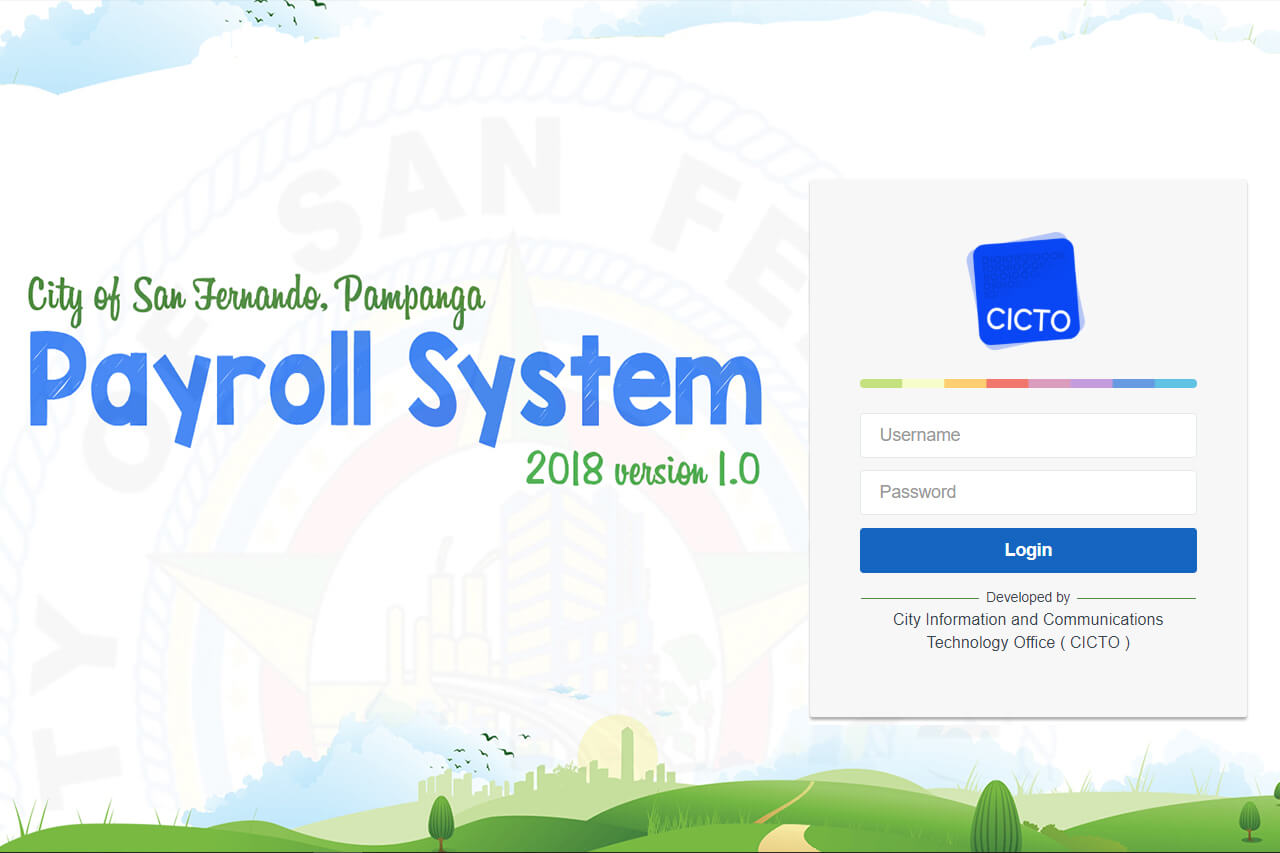 City of San Fernando, Pampanga
Payroll System
2018 version 1.0
CICTO
Username
Password
Login
Developed by
City Information and Communications
Technology Office ( CICTO )